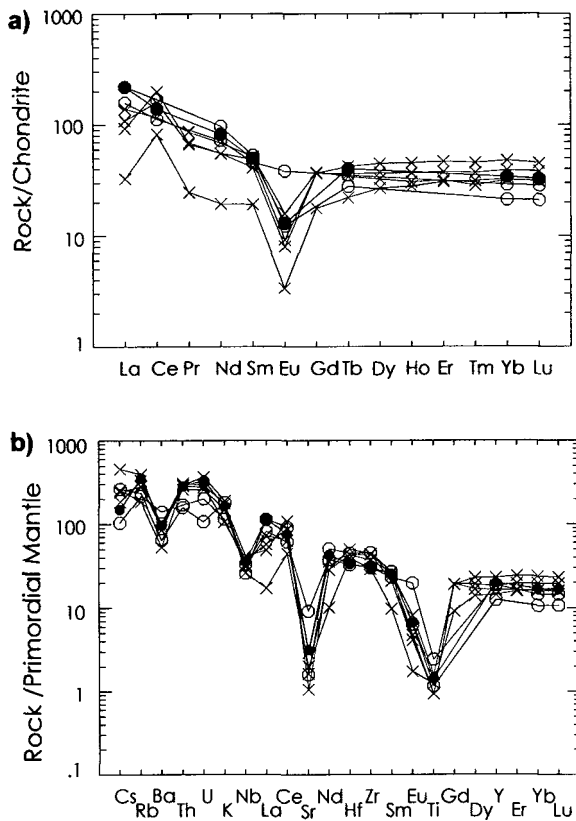 a)
1000
100
10
1
Rock/Chondrite
La Ce Pr Nd Sm Eu Gd Tb Dy Ho Er Tm Yb Lu
b)
1000
100
10
1
.1
Rock /Primordial Mantle
Cs Rb Ba Th U K Nb La Ce Sr Nd Hf Zr Sm Eu Ti Gd Dy Y Er Yb Lu